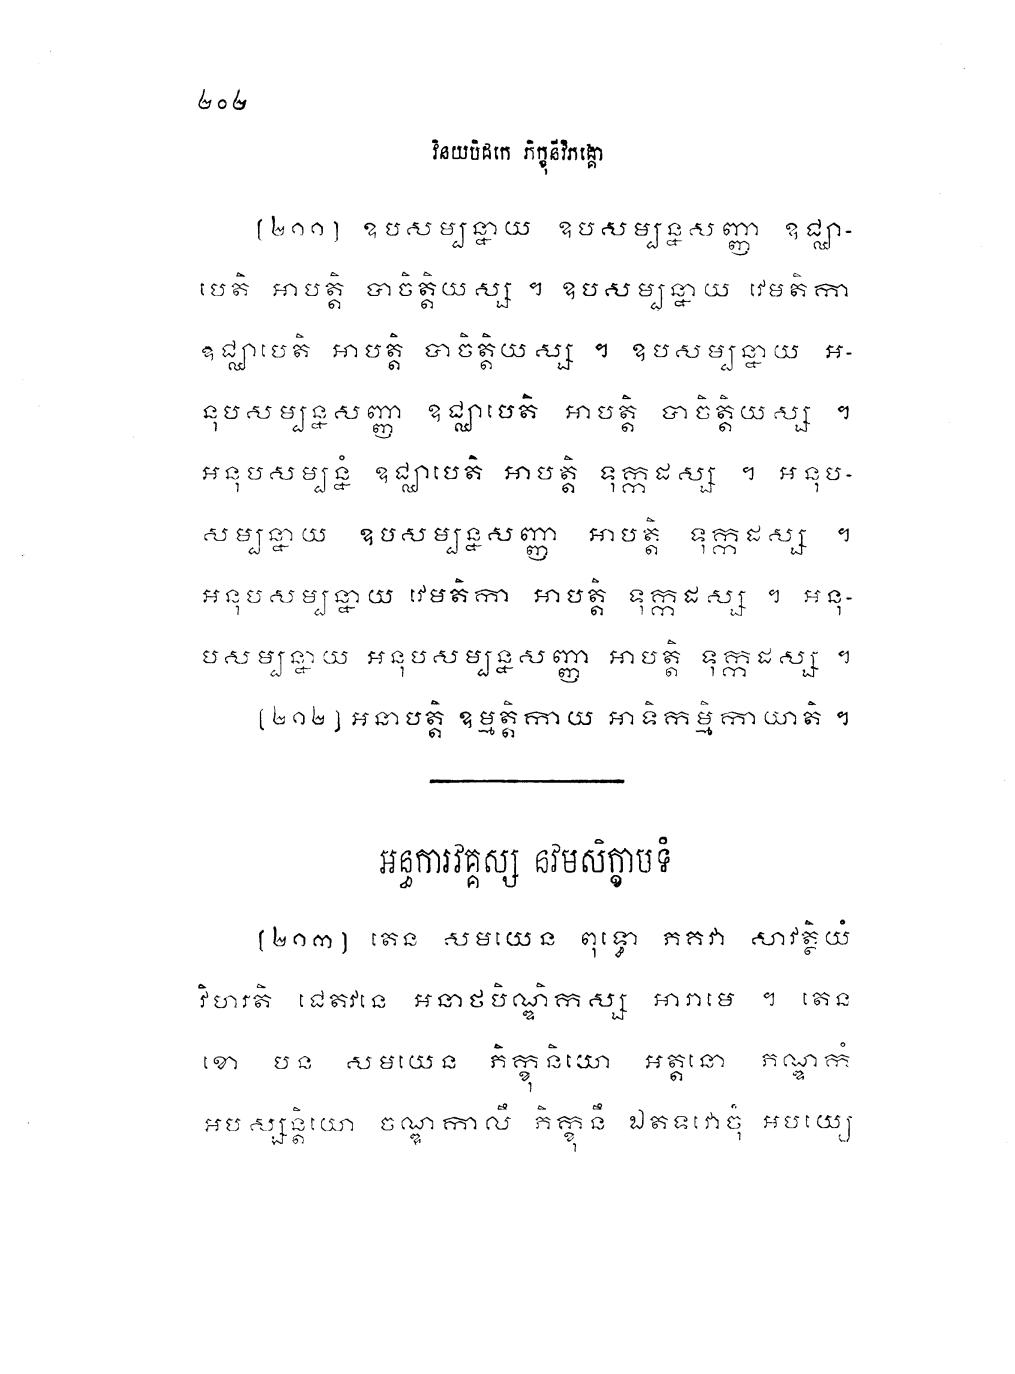 ២០២
វិនយបិដកេ ភិក្ខុនីវិភង្គោ
(២១១) ឧបសម្បន្នាយ ឧបសម្បន្នសញ្ញា ឧជ្ឈា-
បេតិ អាបត្តិ បាចិត្តិយស្ស ។ ឧបសម្បន្នាយ វេមតិកា
ឧជ្ឈាបេតិ អាបត្តិ បាចិត្តិយស្ស ។ ឧបសម្បន្នាយ អ-
នុបសម្បន្នសញ្ញា ឧជ្ឈាបេតិ អាបត្តិ បាចិត្តិយស្ស ។
អនុបសម្បន្នំ ឧជ្ឈាបេតិ អាបត្តិ ទុក្កដស្ស ។ អនុប-
សម្បន្នាយ ឧបសម្បន្នសញ្ញា អាបត្តិ ទុក្កដស្ស ។
អនុបសម្បន្នាយ វេមតិកា អាបត្តិ ទុក្កដស្ស ។ អនុ-
បសម្បន្នាយ អនុបសម្បន្នសញ្ញា អាបត្តិ ទុក្កដស្ស ។
(២១២) អនាបត្តិ ឧម្មត្តិកាយ អាទិកម្មិកាយាតិ ។
អន្ធការវគ្គស្ស នវមសិក្ខាបទំ
(២១៣) តេន សមយេន ពុទ្ធោ ភគវា សាវត្ថិយំ
វិហរតិ ជេតវនេ អនាថបិណ្ឌិកស្ស អារាមេ ។ តេន
ខោ បន សមយេន ភិក្ខុនិយោ អត្តនោ ភណ្ឌកំ
អបស្សន្តិយោ ចណ្ឌកាលឹ ភិក្ខុនឹ ឯតទវោចុំ អបយ្យេ